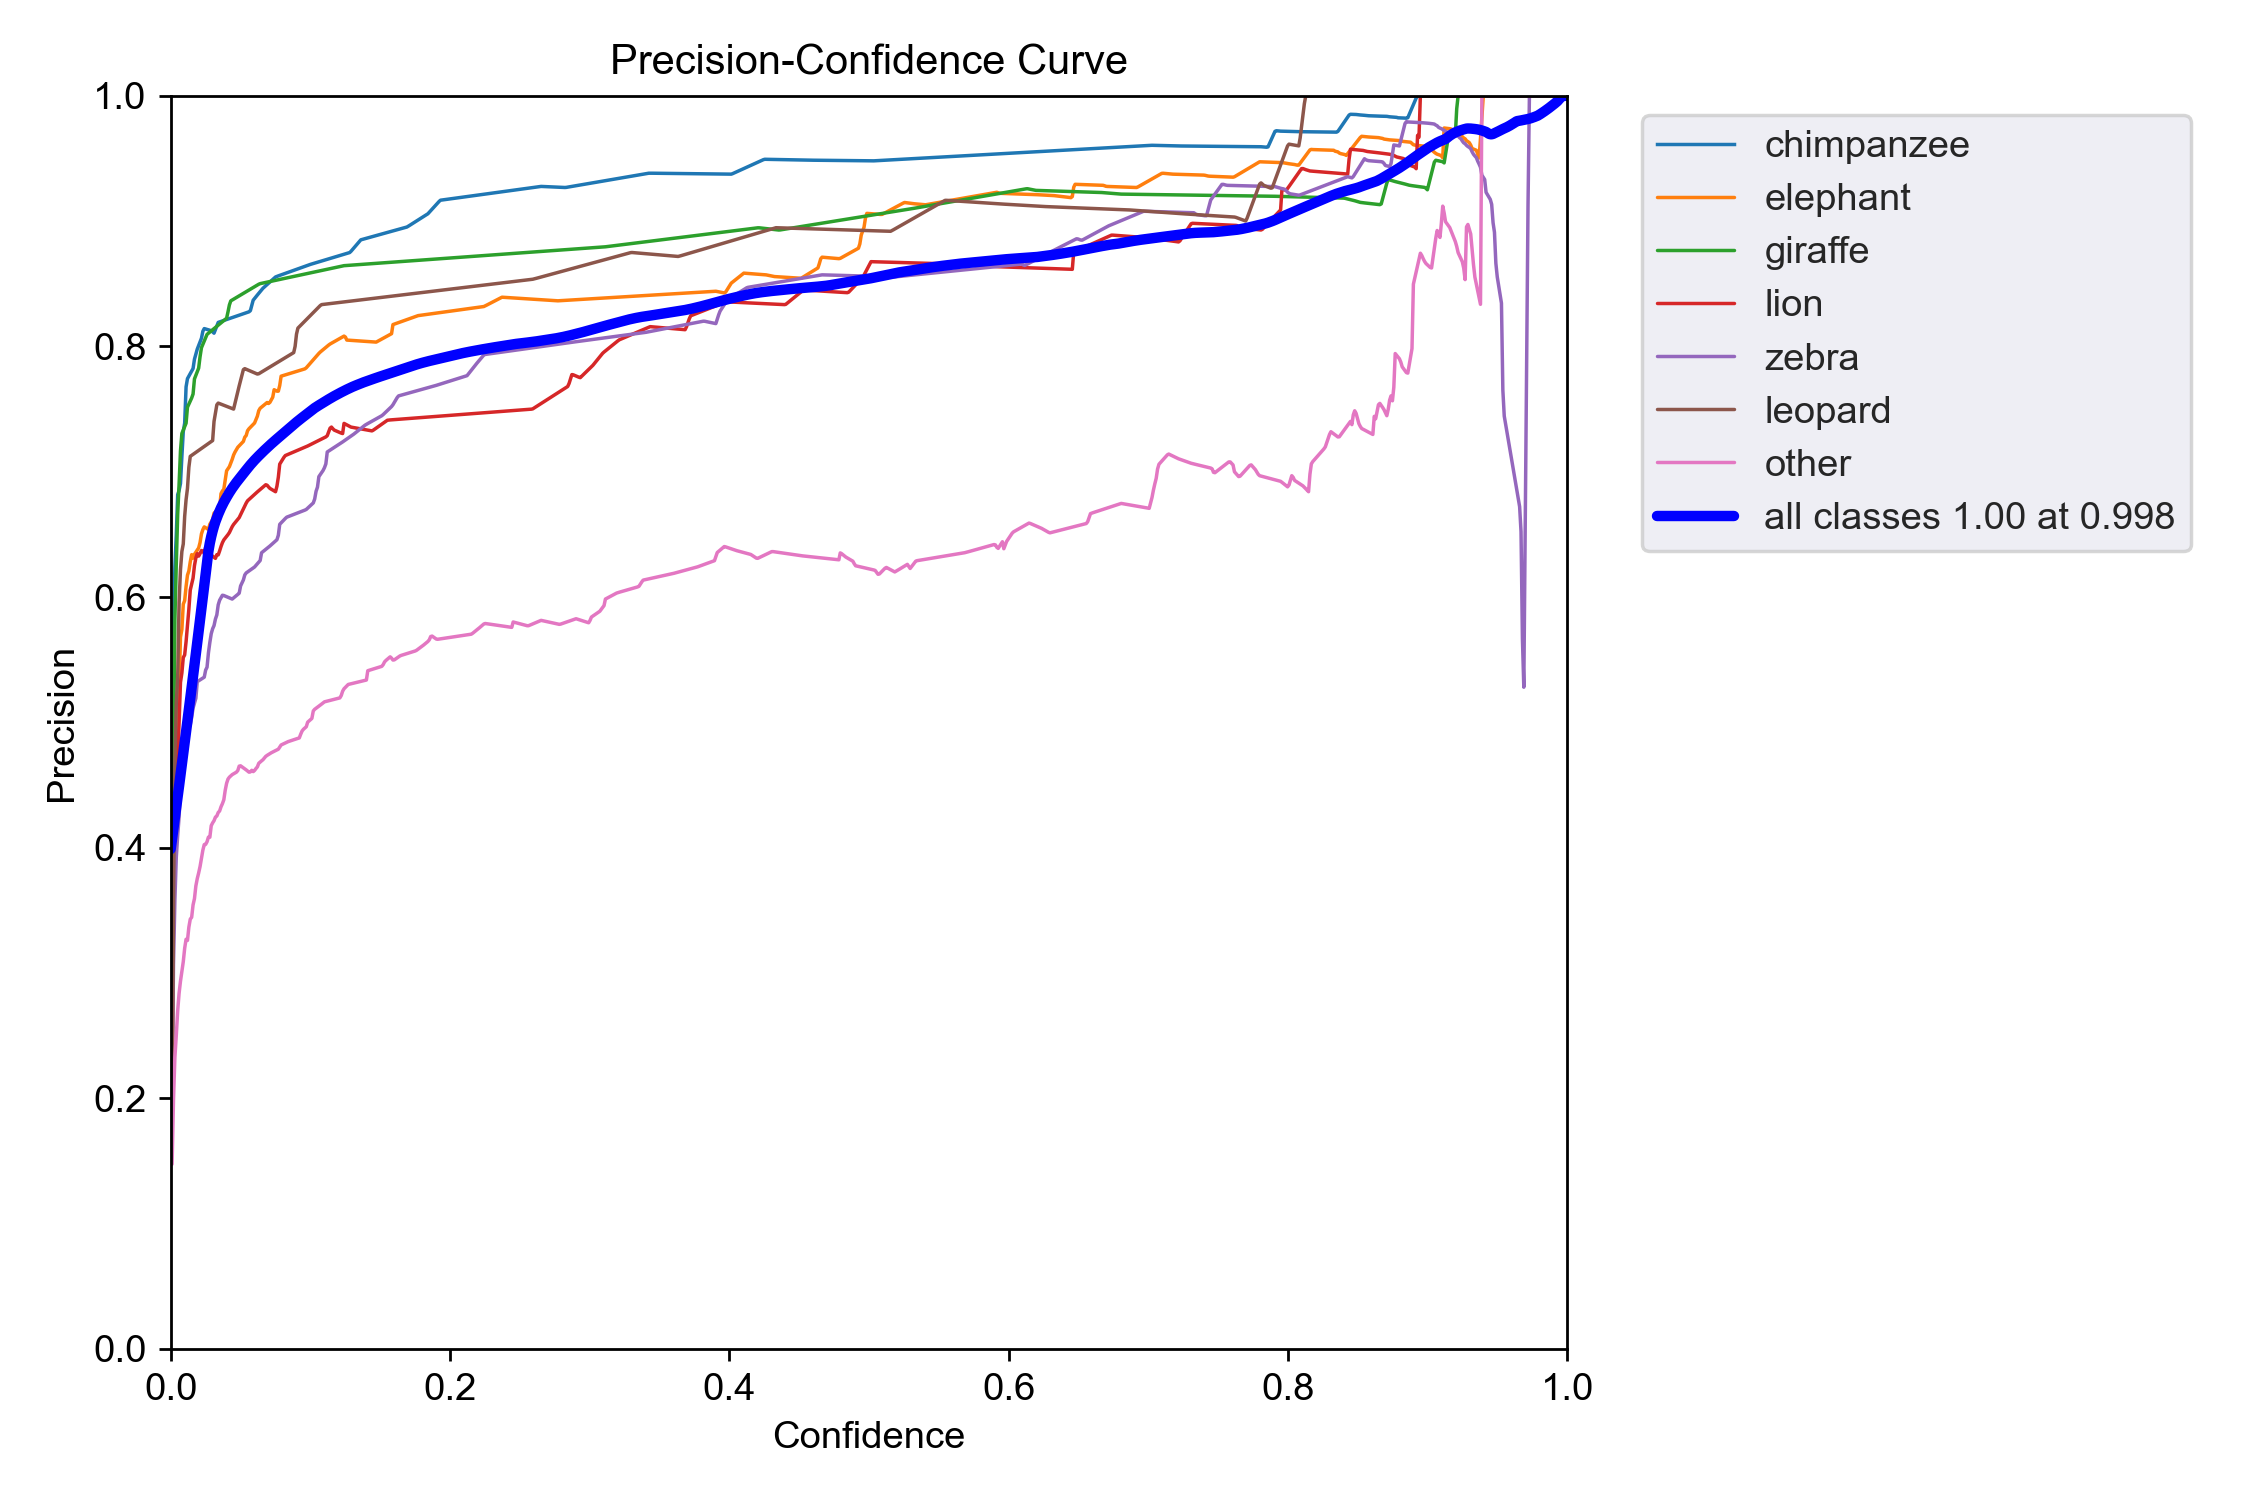 Precision-Confidence Curve
1.0
0.8
0.6
0.4
0.2
0.0
Precision
0.0 0.2 0.4 0.6 0.8 1.0
Confidence
chimpanzee
elephant
giraffe
lion
zebra
leopard
other
all classes 1.00 at 0.998